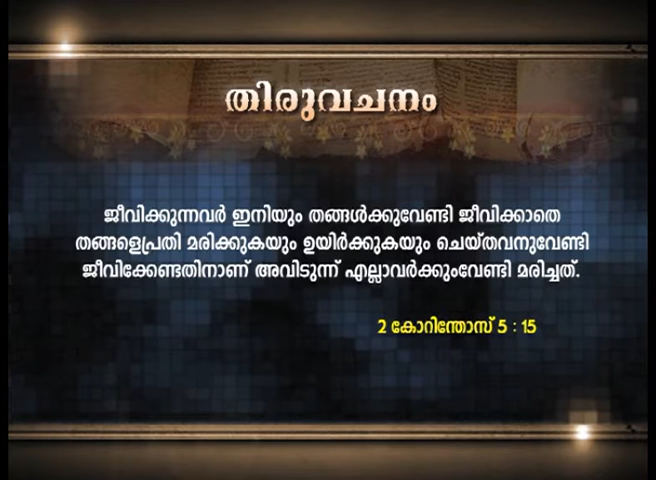 തിരുവചനം
ജീവിക്കുന്നവർ ഇനിയും തങ്ങൾക്കുവേണ്ടി ജീവിക്കാതെ
തങ്ങളെപ്രതി മരിക്കുകയും ഉയിർക്കുകയും ചെയ്തവനുവേണ്ടി
ജീവിക്കേണ്ടതിനാണ് അവിടുന്ന് എല്ലാവർക്കുംവേണ്ടി മരിച്ചത്.
2 കോറിന്തോസ് 5 : 15